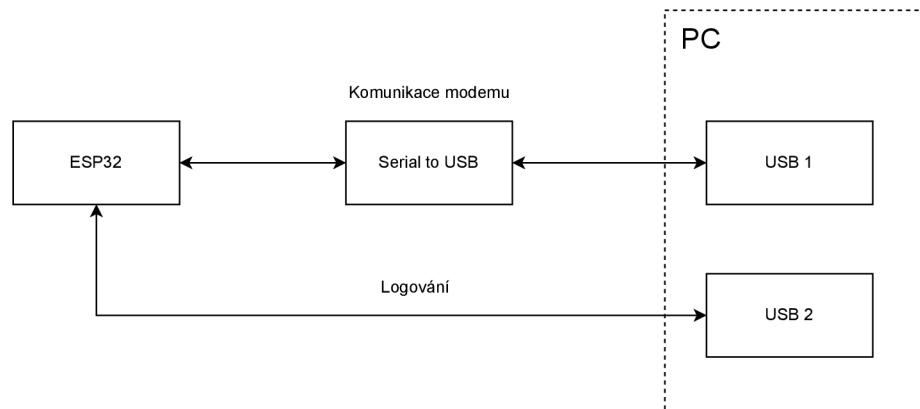 PC
Komunikace modemu
ESP32
Serial to USB
USB 1
Logování
USB 2